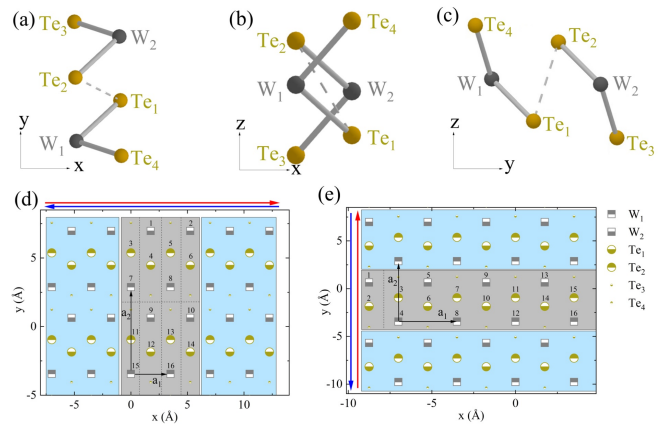 (a)
Te3
W2
Te2
Te1
W1
Te4
y
x
(b)
Te4
Te2
W1
W2
Te1
Te3
z
x
(c)
Te4
Te2
W1
W2
Te1
Te3
z
y
(d)
1 2
3 5
4 6
7 8
a2
9 10
11 13
12 14
15 16
a1
5
0
-5
y (Å)
-5 0 5 10
x (Å)
(e)
1 5 9 13
a2
3 7 11 15
2 6 10 14
a1
4 8 12 16
5
0
-5
-10
y (Å)
-10 -5 0 5
x (Å)
W1
W2
Te1
Te2
Te3
Te4